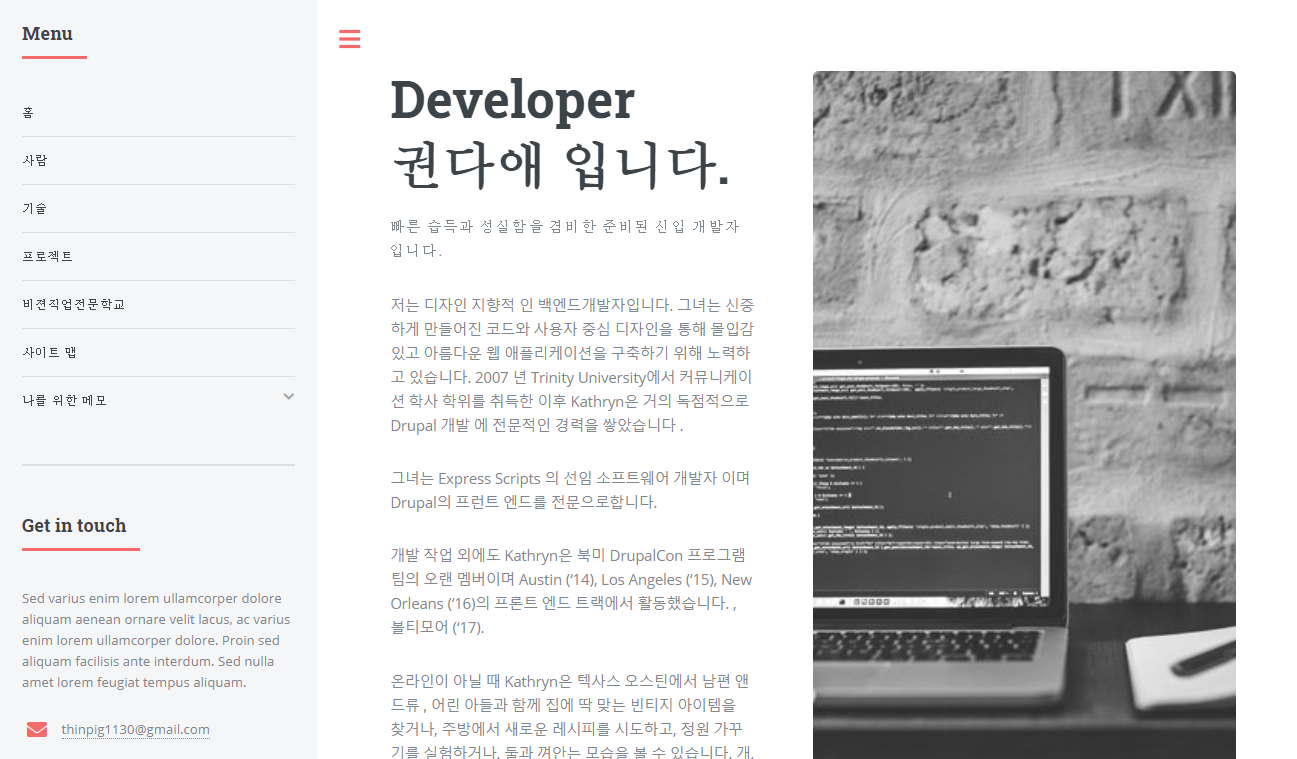 Menu
홈
사람
기술
프로젝트
비젼직업전문학교
사이트 맵
나를 위한 메모
Get in touch
Sed varius enim lorem ullamcorper dolore
aliquam aenean ornare velit lacus, ac varius
enim lorem ullamcorper dolore. Proin sed
aliquam facilisis ante interdum. Sed nulla
amet lorem feugiat tempus aliquam.
thinpig1130@gmail.com
Developer
권다애 입니다.
빠른 습득과 성실함을 겸비한 준비된 신입 개발자
입니다.
저는 디자인 지향적 인 백엔드개발자입니다. 그녀는 신중
하게 만들어진 코드와 사용자 중심 디자인을 통해 몰입감
있고 아름다운 웹 애플리케이션을 구축하기 위해 노력하
고 있습니다. 2007 년 Trinity University에서 커뮤니케이
션 학사 학위를 취득한 이후 Kathryn은 거의 독점적으로
Drupal 개발 에 전문적인 경력을 쌓았습니다 .
그녀는 Express Scripts 의 선임 소프트웨어 개발자 이며
Drupal의 프런트 엔드를 전문으로합니다.
개발 작업 외에도 Kathryn은 북미 DrupalCon 프로그램
팀의 오랜 멤버이며 Austin (‘14), Los Angeles (‘15), New
Orleans (‘16)의 프론트 엔드 트랙에서 활동했습니다. ,
볼티모어 (‘17).
온라인이 아닐 때 Kathryn은 텍사스 오스틴에서 남편 앤
드류 , 어린 아들과 함께 집에 딱 맞는 빈티지 아이템을
찾거나, 주방에서 새로운 레시피를 시도하고, 정원 가꾸
기를 실험하거나, 둘과 껴안는 모습을 볼 수 있습니다. 개.